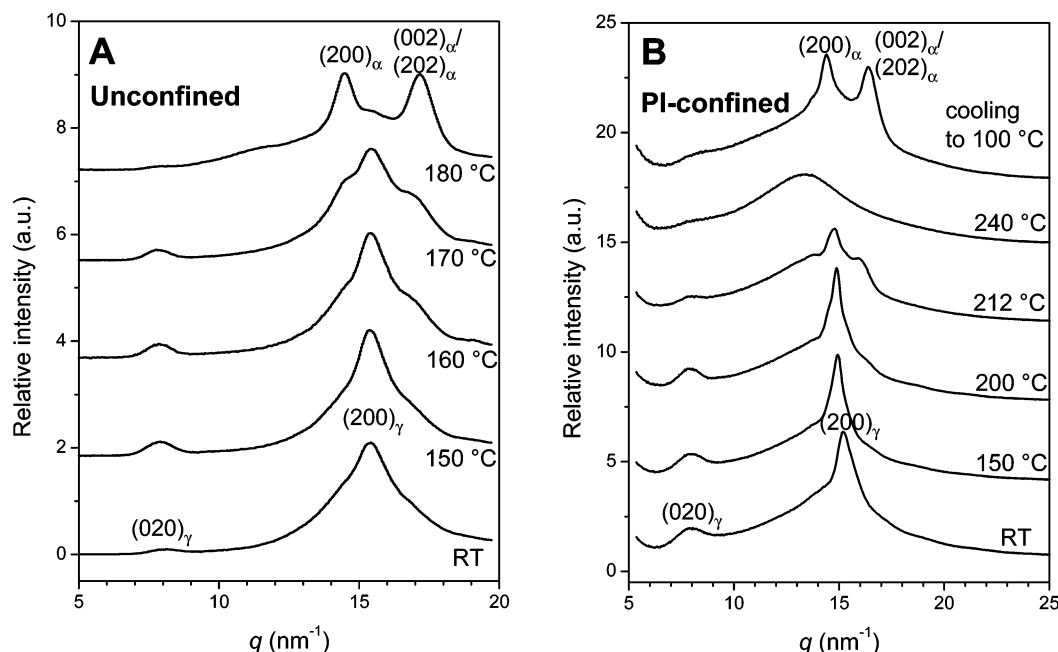 A
Unconfined
(200)α
(002)α/
(202)α
180 °C
170 °C
160 °C
150 °C
(200)γ
(020)γ
RT
Relative intensity (a.u.)
10
8
6
4
2
0
5
10
15
20
q (nm⁻¹)
B
PI-confined
(200)α
(002)α/
(202)α
cooling
to 100 °C
240 °C
212 °C
200 °C
(200)γ
150 °C
(020)γ
RT
Relative intensity (a.u.)
25
20
15
10
5
0
5
10
15
20
25
q (nm⁻¹)